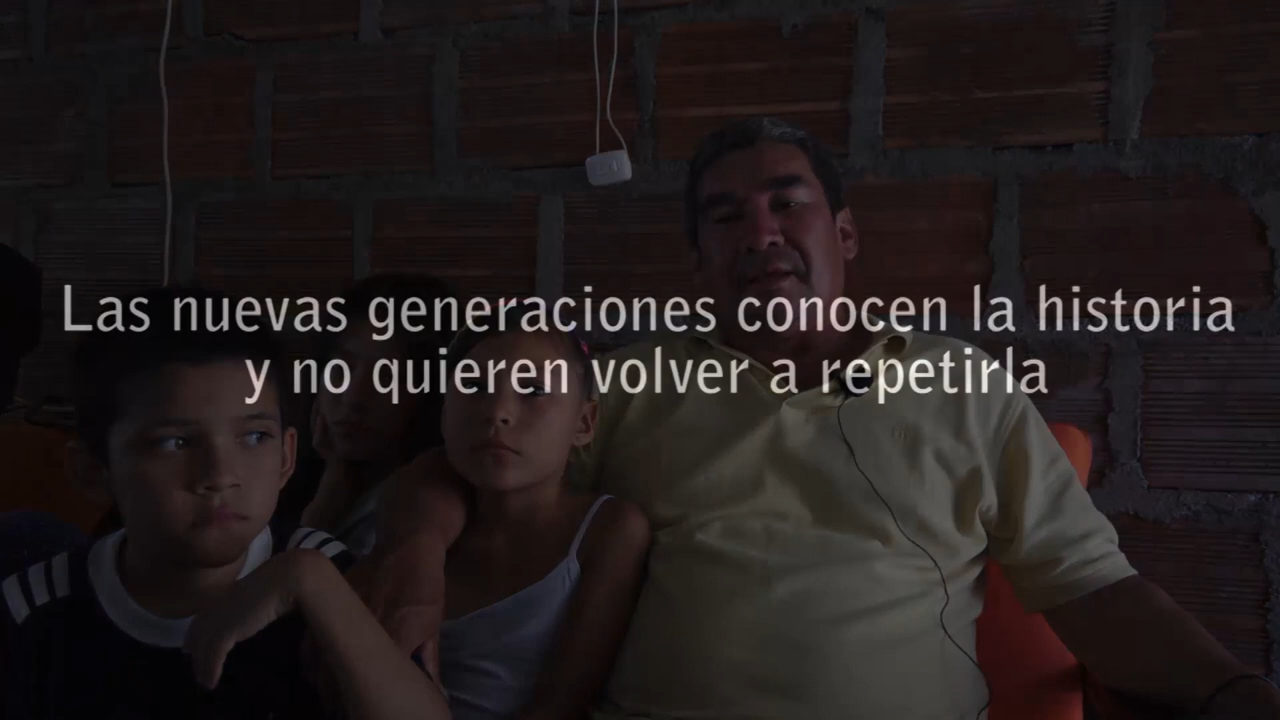 Las nuevas generaciones conocen la historia
y no quieren volver a repetirla